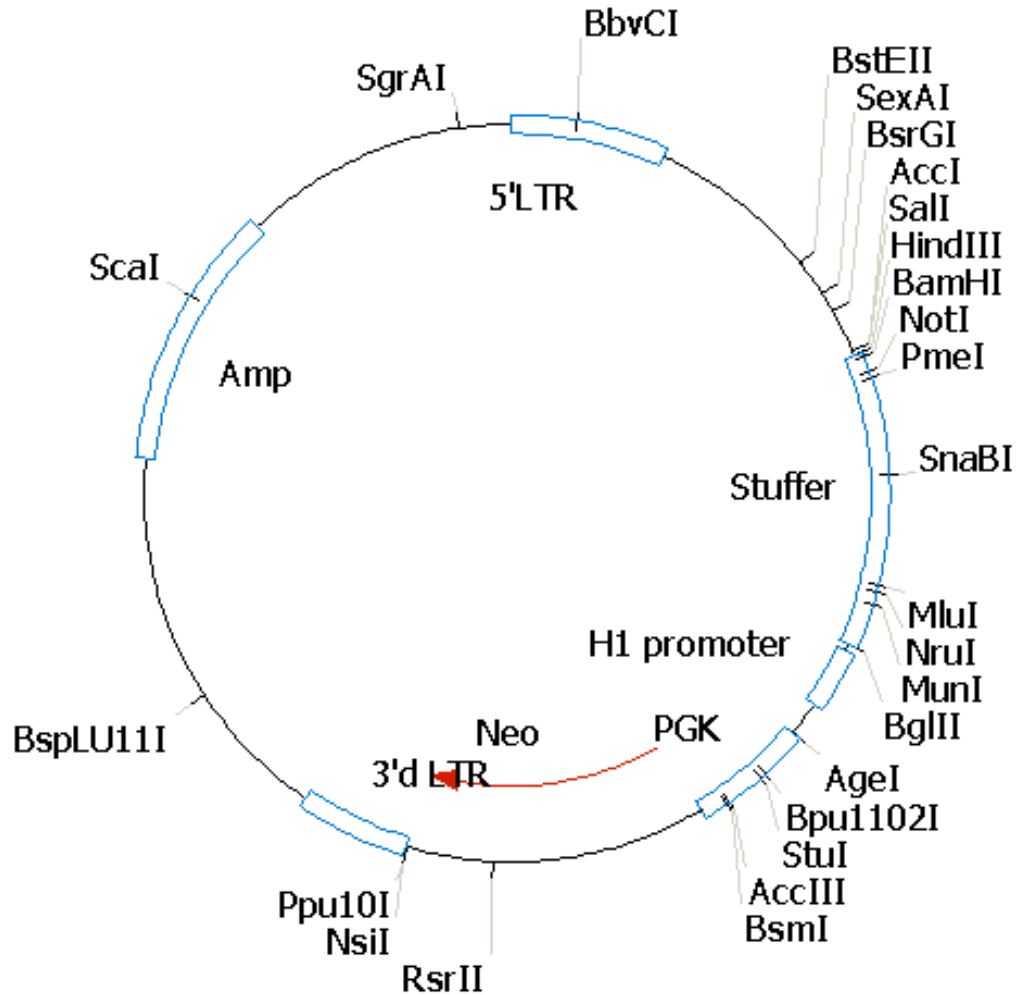 BbvCI
SgrAI
BstEII
SexAI
BsrGI
AccI
SalI
HindIII
BamHI
NotI
PmeI
5'LTR
ScaI
Amp
SnaBI
Stuffer
MluI
NruI
MunI
BglII
H1 promoter
PGK
Neo
3'd LTR
BspLU11I
AgeI
Bpu1102I
StuI
AccIII
BsmI
Ppu10I
NsiI
RsrII